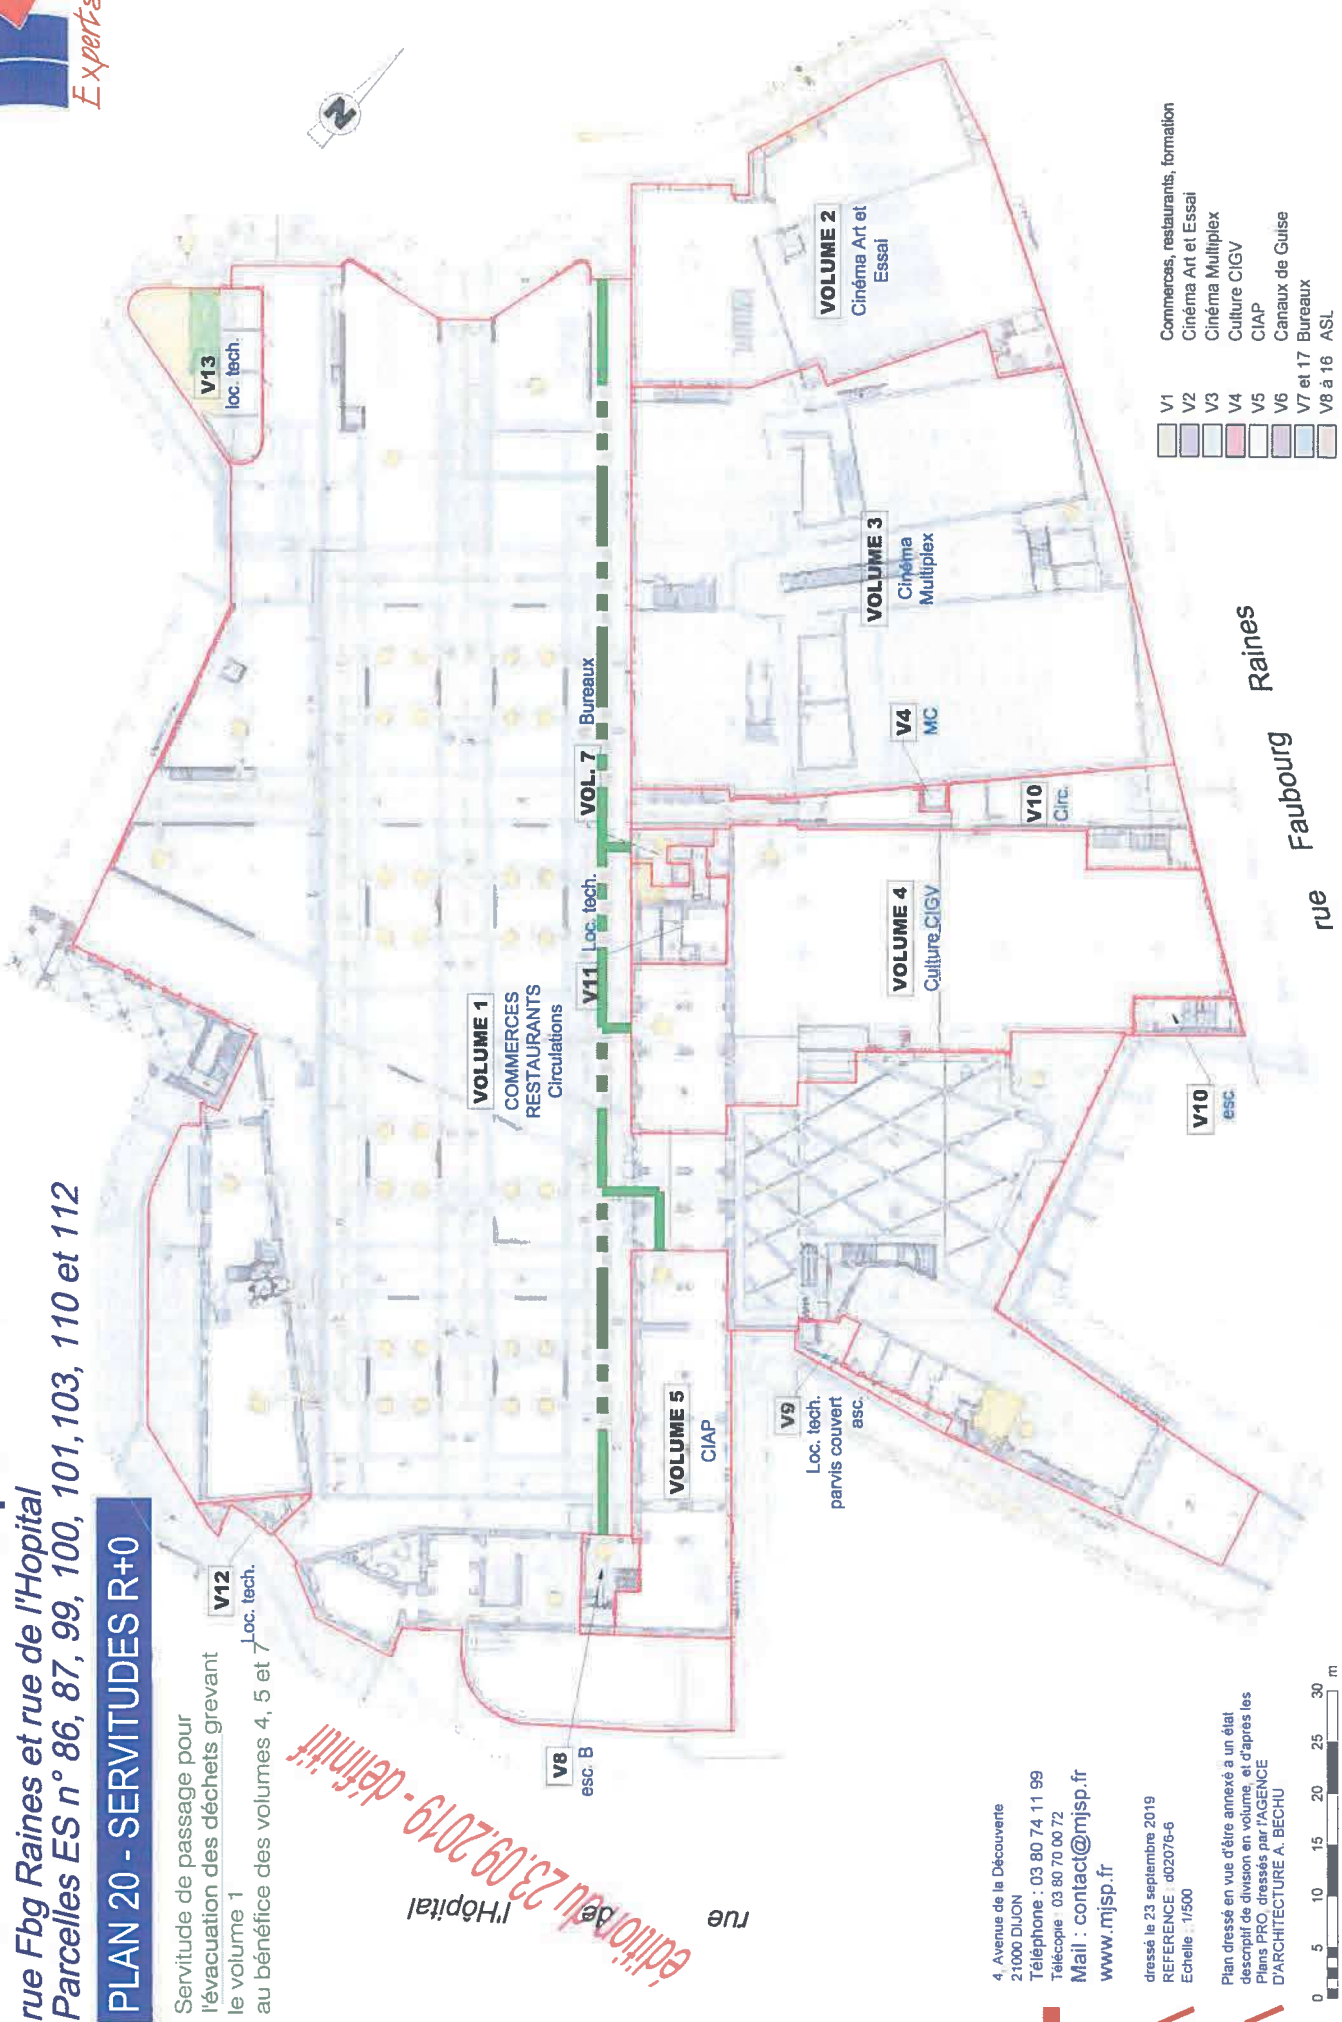 Experts
rue Fbg Raines et rue de l'Hopital
Parcelles ES n° 86, 87, 99, 100, 101, 103, 110 et 112
PLAN 20 - SERVITUDES R+0
Servitude de passage pour
l'évacuation des déchets grevant
le volume 1
au bénéfice des volumes 4, 5 et 7
N
V13
loc. tech.
VOLUME 2
Cinéma Art et
Essai
VOLUME 3
Cinéma
Multiplex
V4
MC
V10
Circ.
VOL. 7
Bureaux
V11
Loc. tech.
VOLUME 1
COMMERCES
RESTAURANTS
Circulations
VOLUME 4
Culture CIGV
V10
esc
VOLUME 5
CIAP
V9
Loc. tech.
parvis couvert
asc.
V12
Loc. tech.
V8
esc. B
rue Faubourg Raines
rue de l'Hôpital
édition du 23.09.2019 - définitif
V1 Commerces, restaurants, formation
V2 Cinéma Art et Essai
V3 Cinéma Multiplex
V4 Culture CIGV
V5 CIAP
V6 Canaux de Guise
V7 et 17 Bureaux
V8 à 16 ASL
4, Avenue de la Découverte
21000 DIJON
Téléphone : 03 80 74 11 99
Télécopie : 03 80 70 00 72
Mail : contact@mjsp.fr
www.mjsp.fr
dressé le 23 septembre 2019
REFERENCE : d02076-6
Echelle : 1/500
Plan dressé en vue d'être annexé a un état
descriptif de division en volume, et d'après les
Plans PRO, dressés par l'AGENCE
D'ARCHITECTURE A. BECHU
0 5 10 15 20 25 30 m